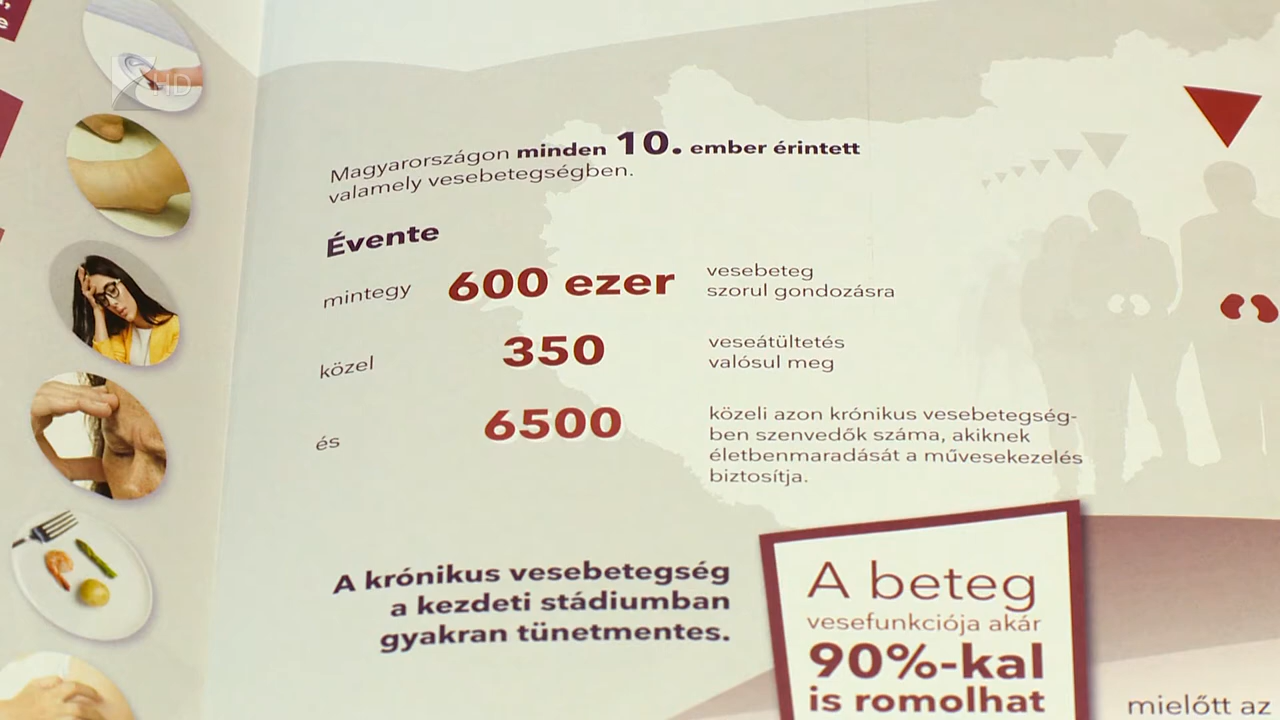 HD
Magyarországon minden 10. ember érintett
valamely vesebetegségben.
Évente
mintegy 600 ezer vesebeteg
szorul gondozásra
közel 350 veseátültetés
valósul meg
és 6500 közeli azon krónikus vesebetegség-
ben szenvedők száma, akiknek
életbenmaradását a művesekezelés
biztosítja.
A krónikus vesebetegség
a kezdeti stádiumban
gyakran tünetmentes.
A beteg
vesefunkciója akár
90%-kal
is romolhat
mielőtt az